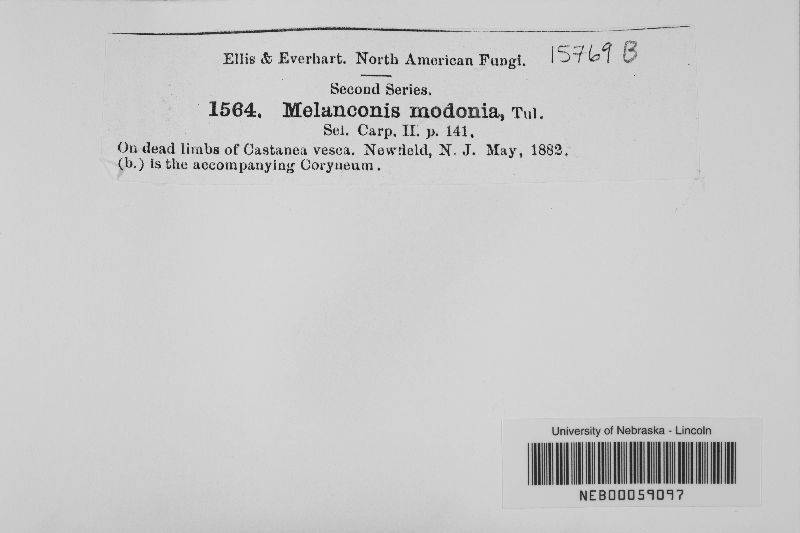 Ellis & Everhart. North American Fungi. 15769 B
Second Series.
1564. Melanconis modonia, Tul.
Sel. Carp. II. p. 141.
On dead limbs of Castanea vesca. Newfield, N. J. May, 1882.
(b.) is the accompanying Coryneum.
University of Nebraska - Lincoln
NEB00059097